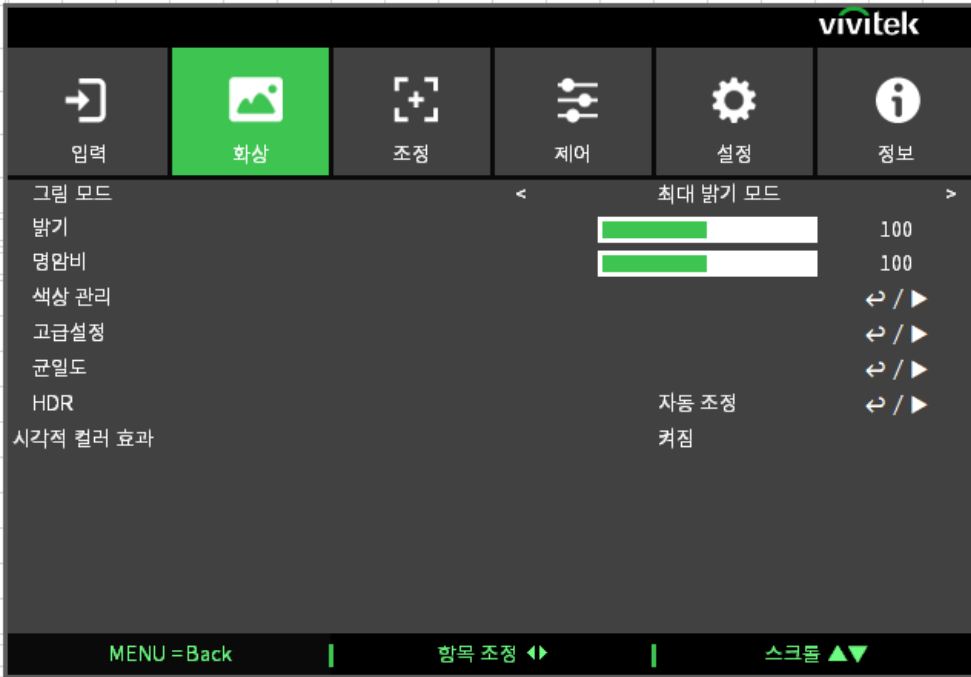 vivitek
입력 화상 조정 제어 설정 정보
그림 모드 < 최대 밝기 모드 >
밝기 100
명암비 100
색상 관리 /
고급설정 /
균일도 /
HDR 자동 조정 /
시각적 컬러 효과 켜짐
MENU = Back 항목 조정 스크롤